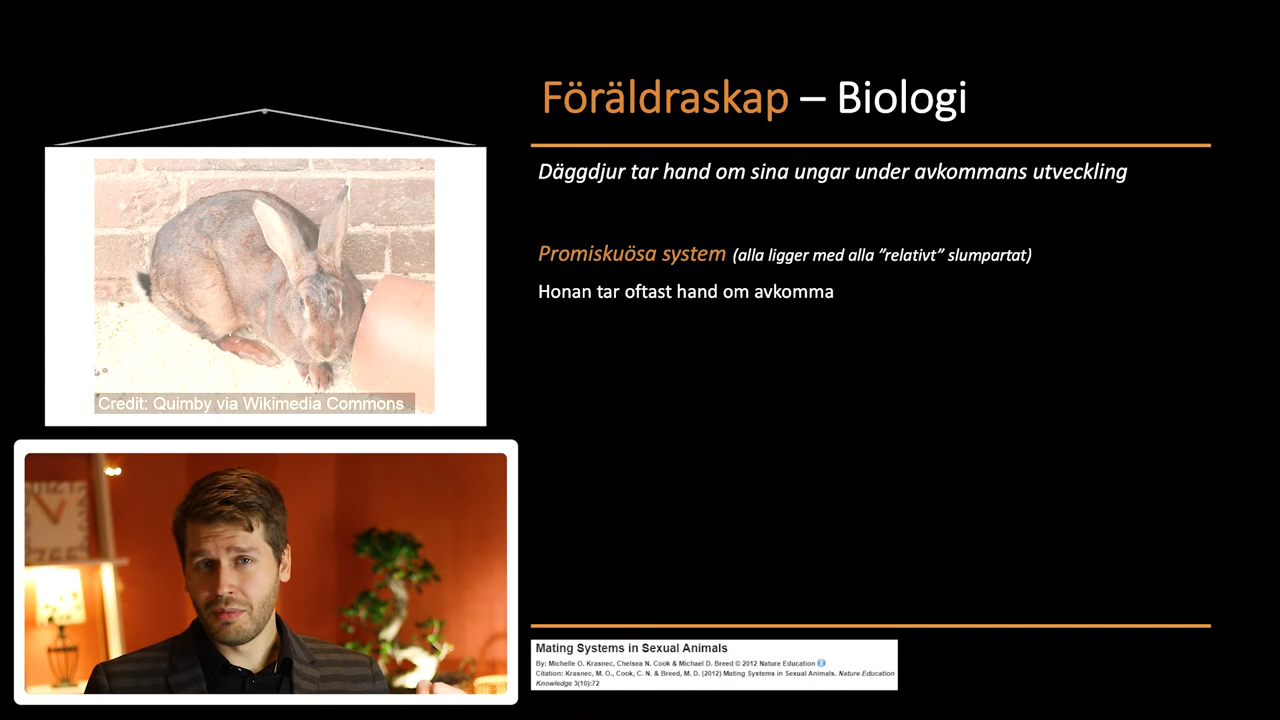 Föräldraskap – Biologi
Däggdjur tar hand om sina ungar under avkommans utveckling
Promiskuösa system (alla ligger med alla ”relativt” slumpartat)
Honan tar oftast hand om avkomma
Credit: Quimby via Wikimedia Commons
Mating Systems in Sexual Animals
By: Michelle O. Krasnec, Chelsea N. Cook & Michael D. Breed © 2012 Nature Education
Citation: Krasnec, M. O., Cook, C. N. & Breed, M. D. (2012) Mating Systems in Sexual Animals. Nature Education
Knowledge 3(10):72